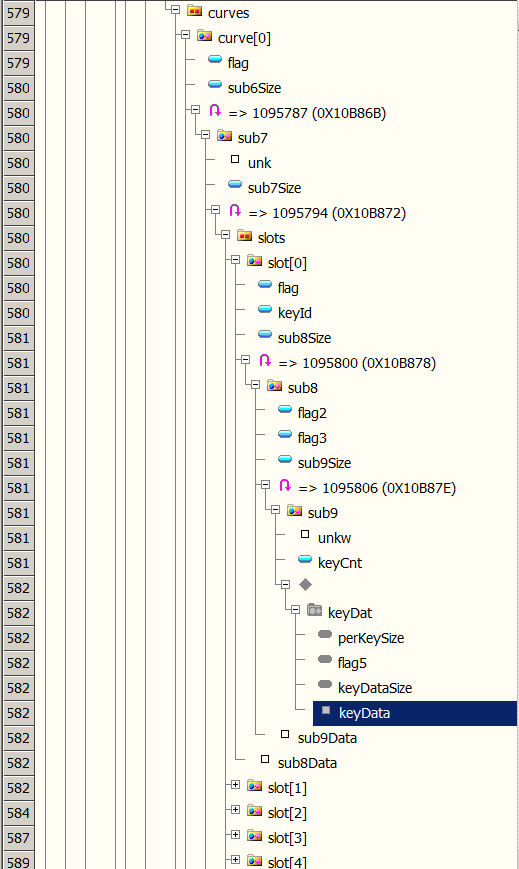 579 curves
579 curve[0]
579 flag
580 sub6Size
580 => 1095787 (0X10B86B)
580 sub7
580 unk
580 sub7Size
580 => 1095794 (0X10B872)
580 slots
580 slot[0]
580 flag
580 keyId
581 sub8Size
581 => 1095800 (0X10B878)
581 sub8
581 flag2
581 flag3
581 sub9Size
581 => 1095806 (0X10B87E)
581 sub9
581 unkw
581 keyCnt
582
582 keyDat
582 perKeySize
582 flag5
582 keyDataSize
582 keyData
582 sub9Data
582 sub8Data
582 slot[1]
584 slot[2]
587 slot[3]
589 slot[4]